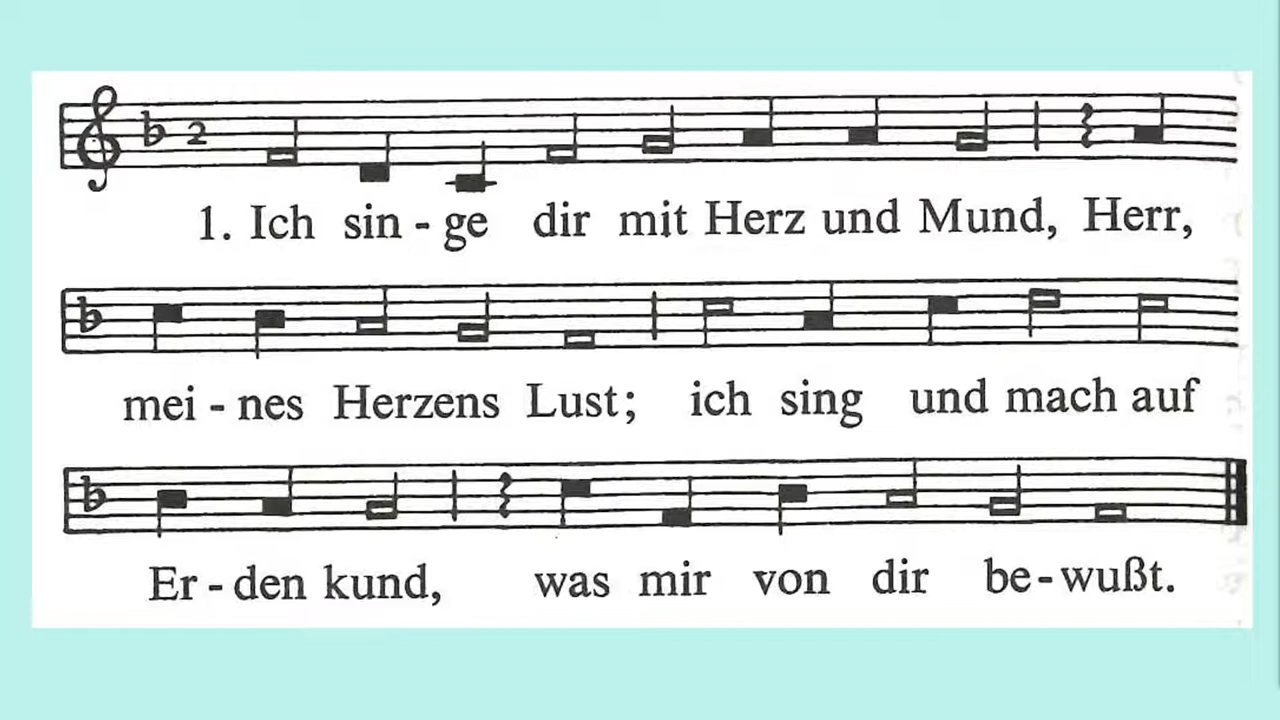 2
1. Ich sin - ge dir mit Herz und Mund, Herr,
mei - nes Herzens Lust; ich sing und mach auf
Er - den kund, was mir von dir be - wußt.